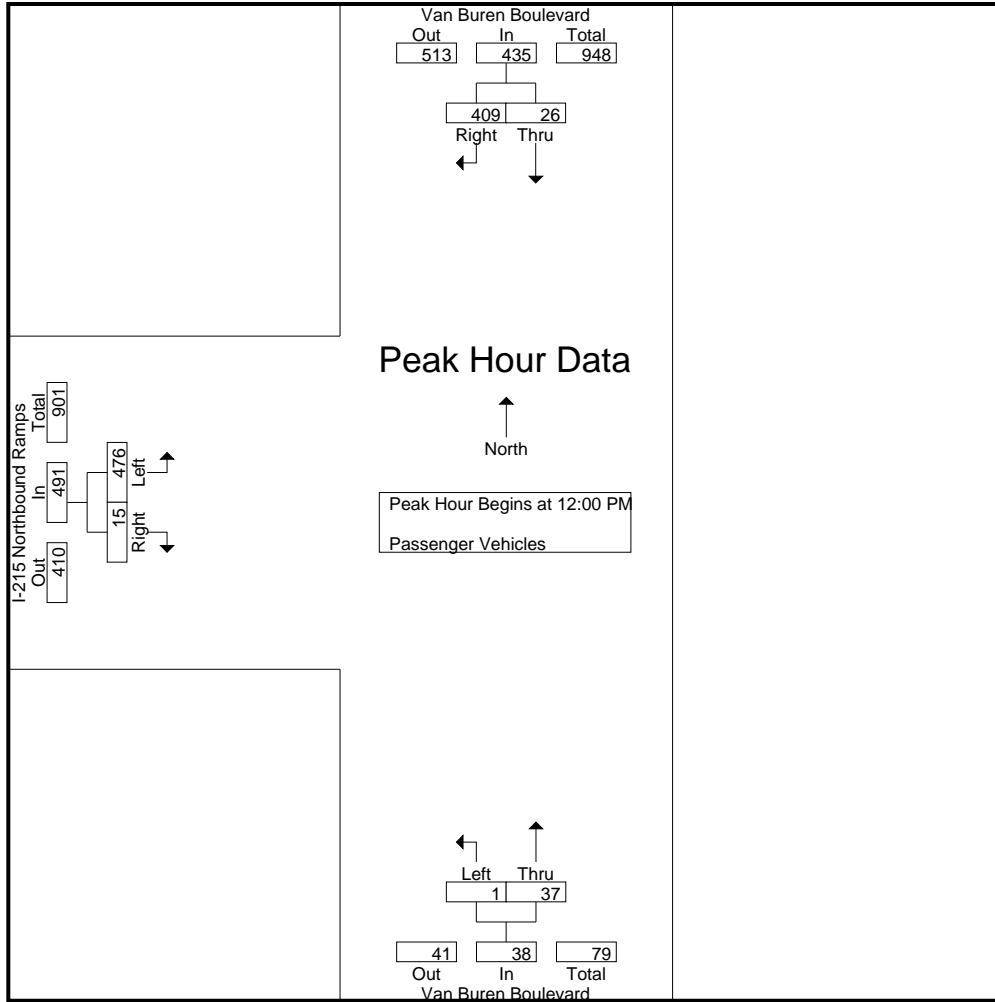 Van Buren Boulevard
Out In Total
513 435 948
409 26
Right Thru
Peak Hour Data
North
Peak Hour Begins at 12:00 PM
Passenger Vehicles
I-215 Northbound Ramps
Out In Total
410 491 901
Right Left
15 476
Left Thru
1 37
41 38 79
Out In Total
Van Buren Boulevard